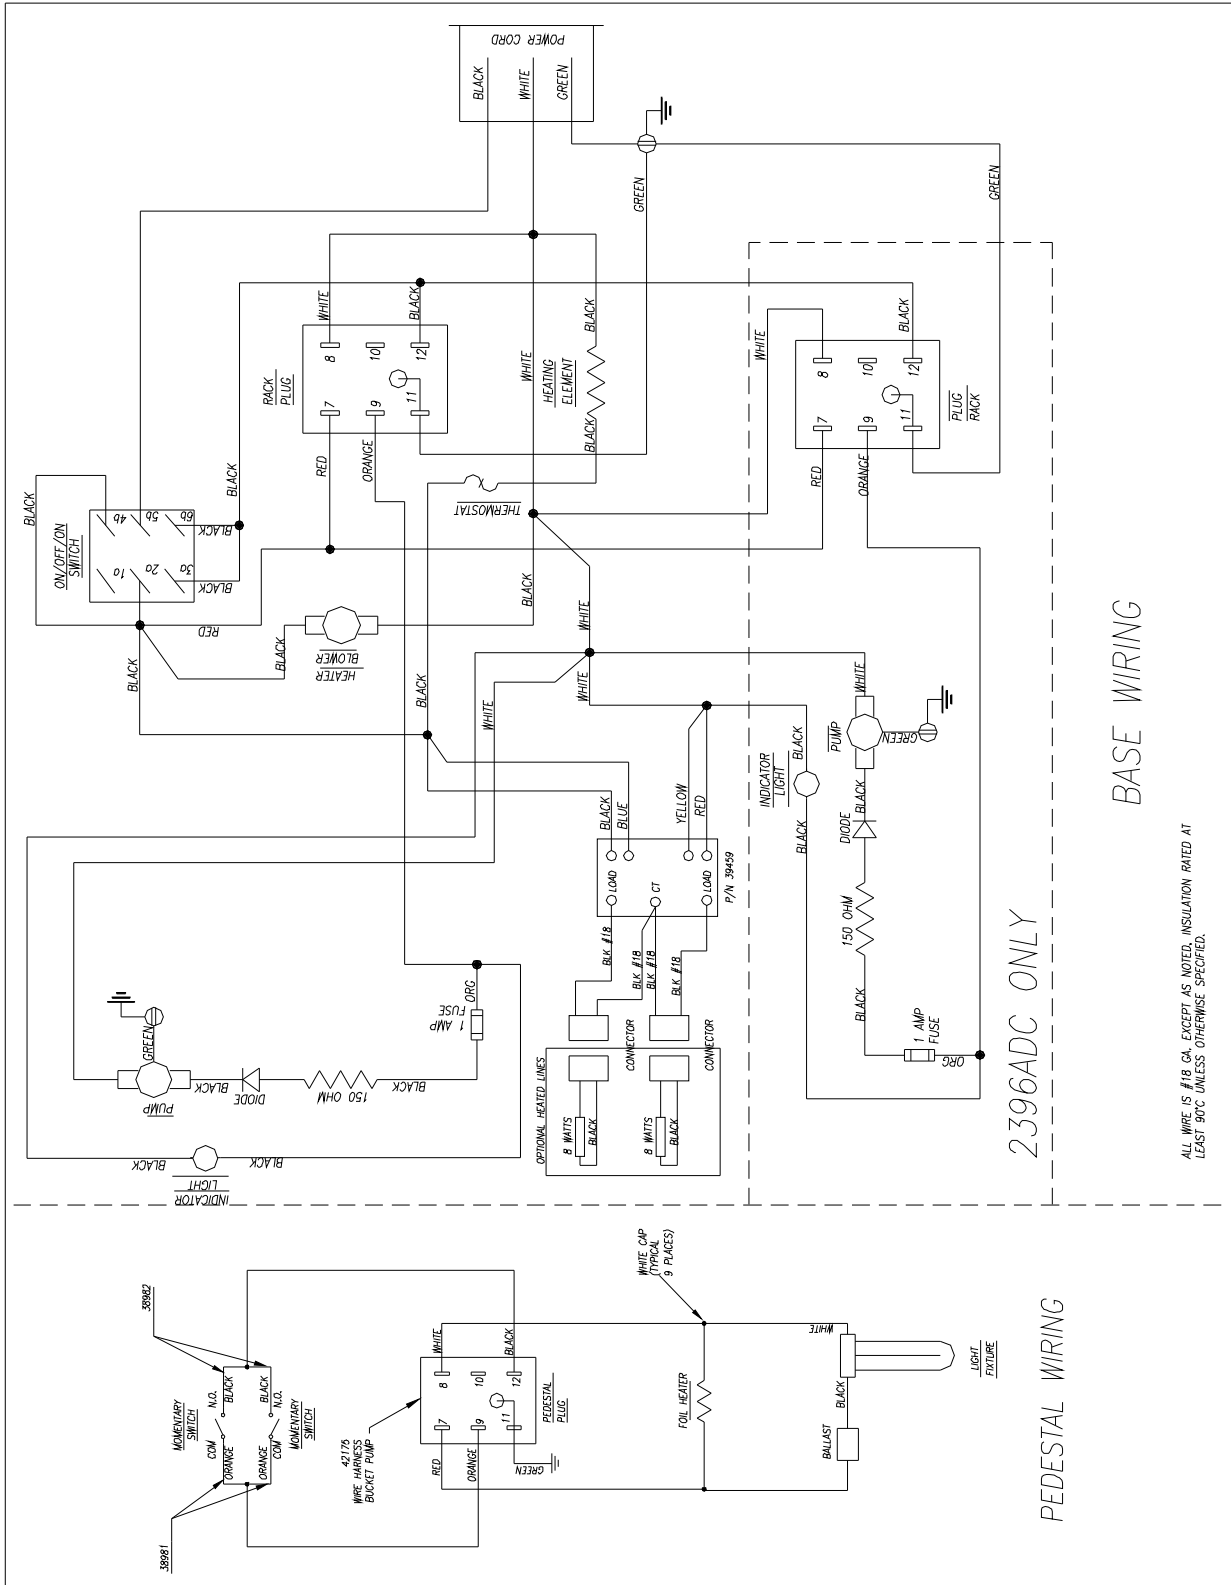 POWER CORD
BLACK
WHITE
GREEN
GREEN
GREEN
WHITE
BLACK
BLACK
WHITE
HEATING
ELEMENT
BLACK
RACK
PLUG
8
10
12
7
9
11
RED
ORANGE
THERMOSTAT
BLACK
ON/OFF/ON
SWITCH
4b
5b
6b
1a
2a
3a
BLACK
BLACK
BLACK
RED
BLACK
BLACK
HEATER
BLOWER
BLACK
WHITE
WHITE
WHITE
BLACK
WHITE
BLACK
8
10
12
7
9
11
PLUG
RACK
RED
ORANGE
WHITE
PUMP
GREEN
BLACK
DIODE
150 OHM
BLACK
1 AMP
FUSE
ORG
INDICATOR
LIGHT
BLACK
BLACK
BLACK
BLUE
YELLOW
RED
LOAD
CT
LOAD
P/N 39459
BLK #18
BLK #18
BLK #18
BLK #18
CONNECTOR
CONNECTOR
OPTIONAL HEATED LINES
8 WATTS
BLACK
8 WATTS
BLACK
ORG
1 AMP
FUSE
GREEN
PUMP
BLACK
DIODE
150 OHM
BLACK
BLACK
BLACK
INDICATOR
LIGHT
2396ADC ONLY
BASE WIRING
ALL WIRE IS #18 GA. EXCEPT AS NOTED, INSULATION RATED AT
LEAST 90°C UNLESS OTHERWISE SPECIFIED.
38982
38981
MOMENTARY
SWITCH
N.O.
BLACK
COM
ORANGE
BLACK
N.O.
ORANGE
COM
MOMENTARY
SWITCH
42176
WIRE HARNESS
BUCKET PUMP
WHITE
BLACK
8
10
12
7
9
11
PEDESTAL
PLUG
RED
ORANGE
GREEN
WHITE CAP
(TYPICAL
9 PLACES)
FOIL HEATER
WHITE
BLACK
BALLAST
LIGHT
FIXTURE
PEDESTAL WIRING